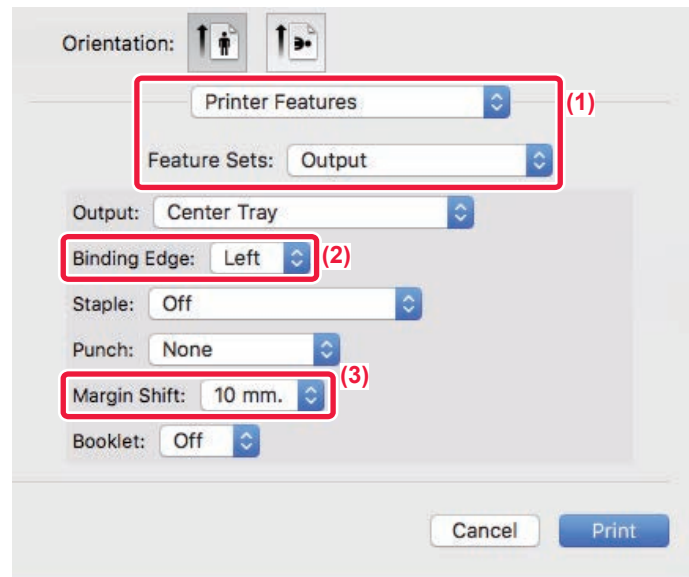 Orientation:
Printer Features
(1)
Feature Sets: Output
Output: Center Tray
Binding Edge: Left
(2)
Staple: Off
Punch: None
(3)
Margin Shift: 10 mm.
Booklet: Off
Cancel Print